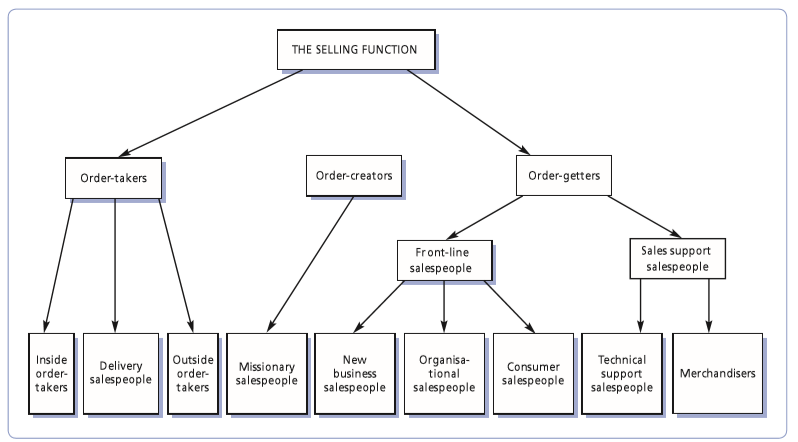 THE SELLING FUNCTION
Order-takers
Order-creators
Order-getters
Front-line
salespeople
Sales support
salespeople
Inside
order-
takers
Delivery
salespeople
Outside
order-
takers
Missionary
salespeople
New
business
salespeople
Organisa-
tional
salespeople
Consumer
salespeople
Technical
support
salespeople
Merchandisers